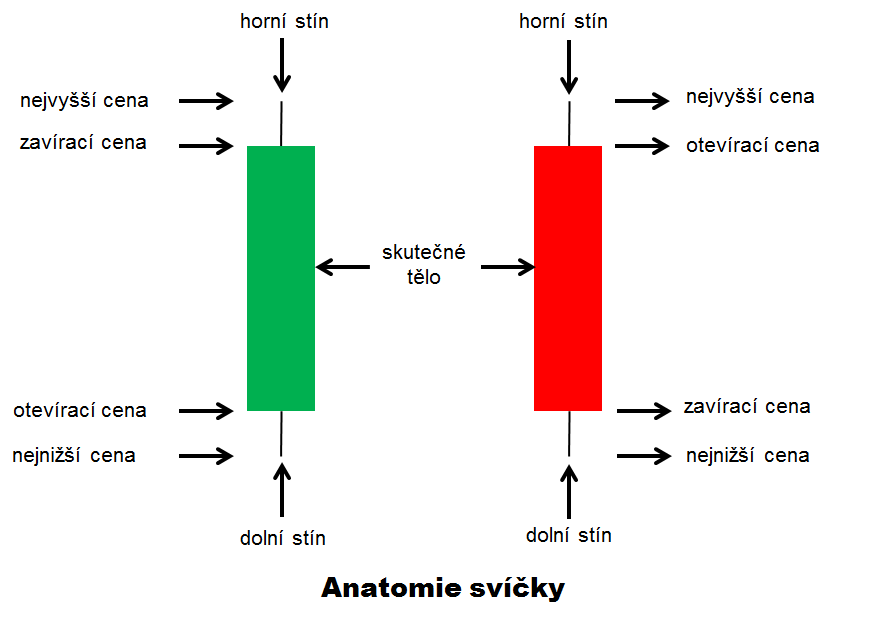 horní stín
horní stín
nejvyšší cena
nejvyšší cena
zavírací cena
otevírací cena
skutečné
tělo
otevírací cena
zavírací cena
nejnižší cena
nejnižší cena
dolní stín
dolní stín
Anatomie svíčky